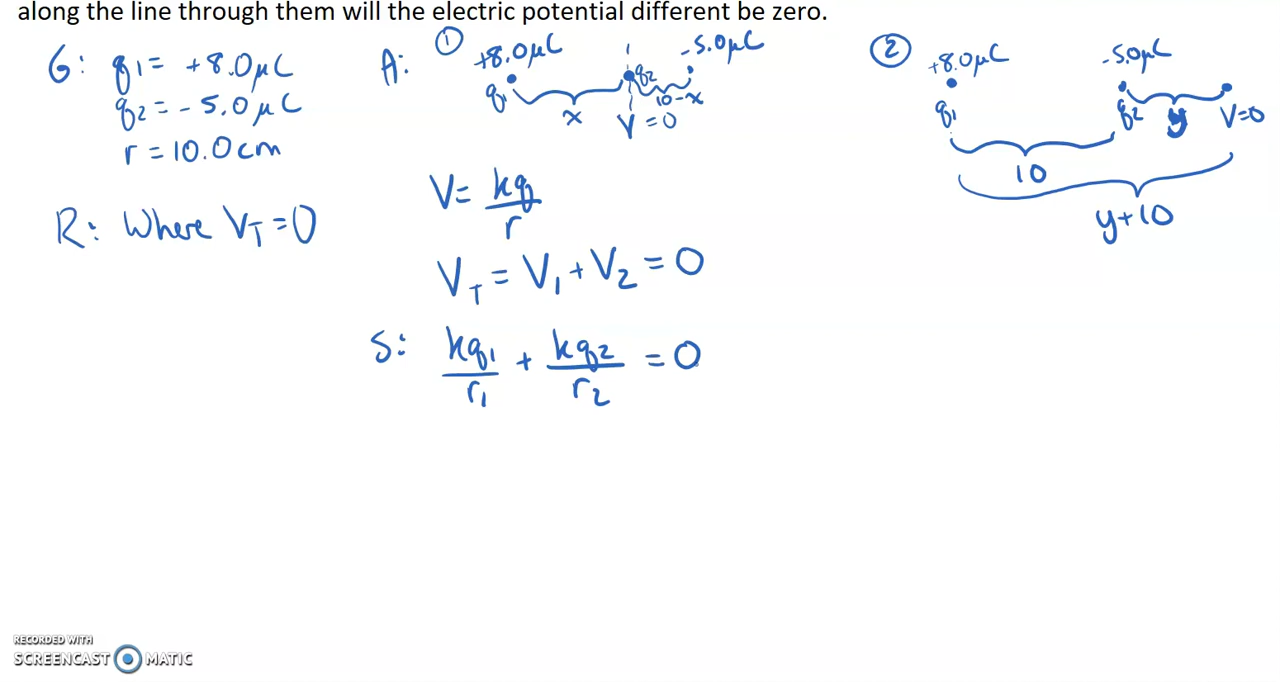 along the line through them will the electric potential different be zero.
G: q1 = +8.0μC
q2 = -5.0μC
r = 10.0cm
R: Where VT = 0
A: ① +8.0μC -5.0μC
q1 q2
x 10-x
V = 0
V = kq/r
VT = V1 + V2 = 0
S: kq1/r1 + kq2/r2 = 0
② +8.0μC -5.0μC
q1 q2 y V=0
10
y+10
RECORDED WITH
SCREENCAST MATIC